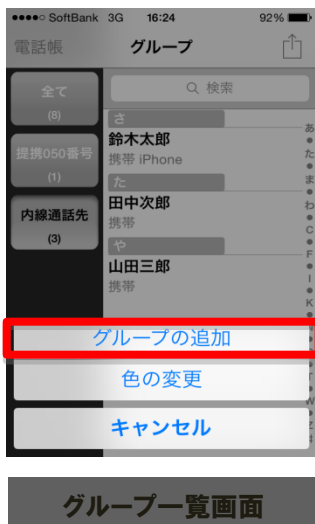 ●●●●○ SoftBank 3G 16:24 92%
電話帳 グループ
全て
(8)
検索
さ
鈴木太郎
携帯 iPhone
提携050番号
(1)
た
田中次郎
携帯
内線通話先
(3)
や
山田三郎
携帯
あ
た
ま
わ
C
F
I
K
グループの追加
色の変更
W
Z
キャンセル
グループ一覧画面